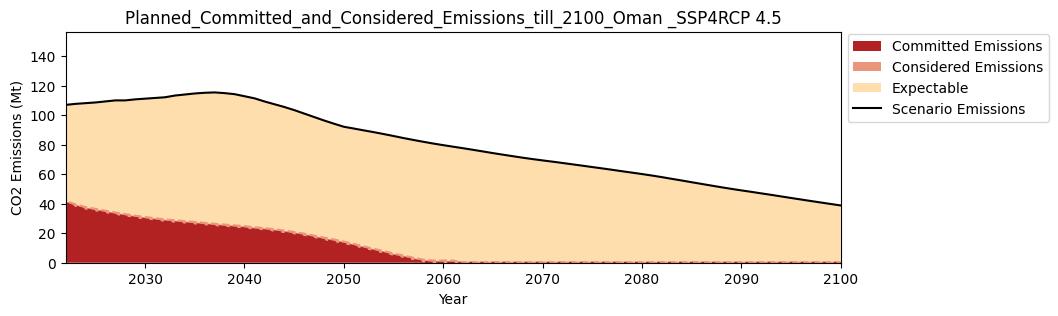 Planned_Committed_and_Considered_Emissions_till_2100_Oman _SSP4RCP 4.5
CO2 Emissions (Mt)
140
120
100
80
60
40
20
0
2030 2040 2050 2060 2070 2080 2090 2100
Year
Committed Emissions
Considered Emissions
Expectable
Scenario Emissions